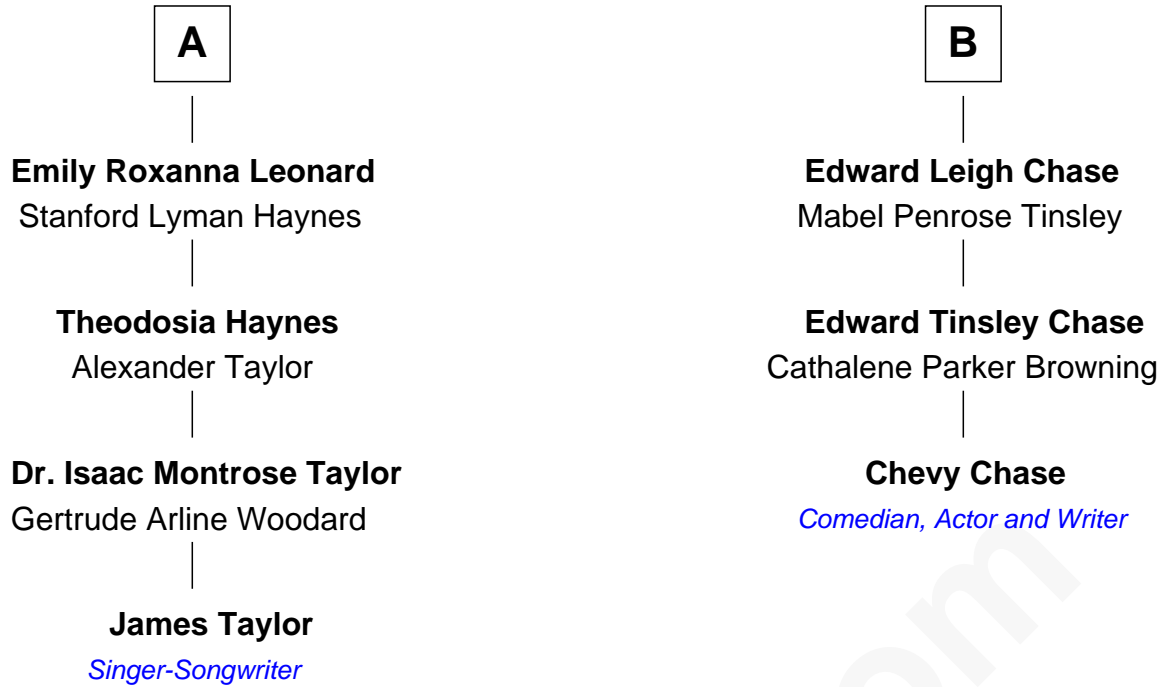 A
Emily Roxanna Leonard
Stanford Lyman Haynes
Theodosia Haynes
Alexander Taylor
Dr. Isaac Montrose Taylor
Gertrude Arline Woodard
James Taylor
Singer-Songwriter
B
Edward Leigh Chase
Mabel Penrose Tinsley
Edward Tinsley Chase
Cathalene Parker Browning
Chevy Chase
Comedian, Actor and Writer
om